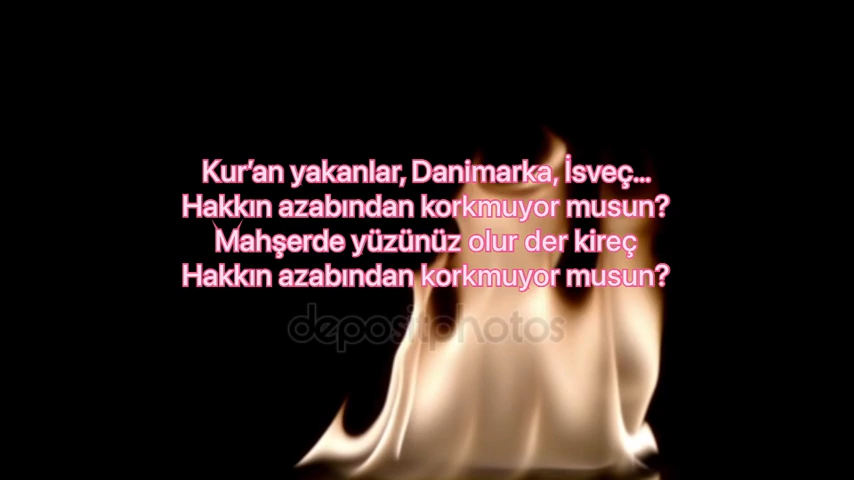 Kur’an yakanlar, Danimarka, İsveç...
Hakkın azabından korkmuyor musun?
Mahşerde yüzünüz olur der kireç
Hakkın azabından korkmuyor musun?
depositphotos